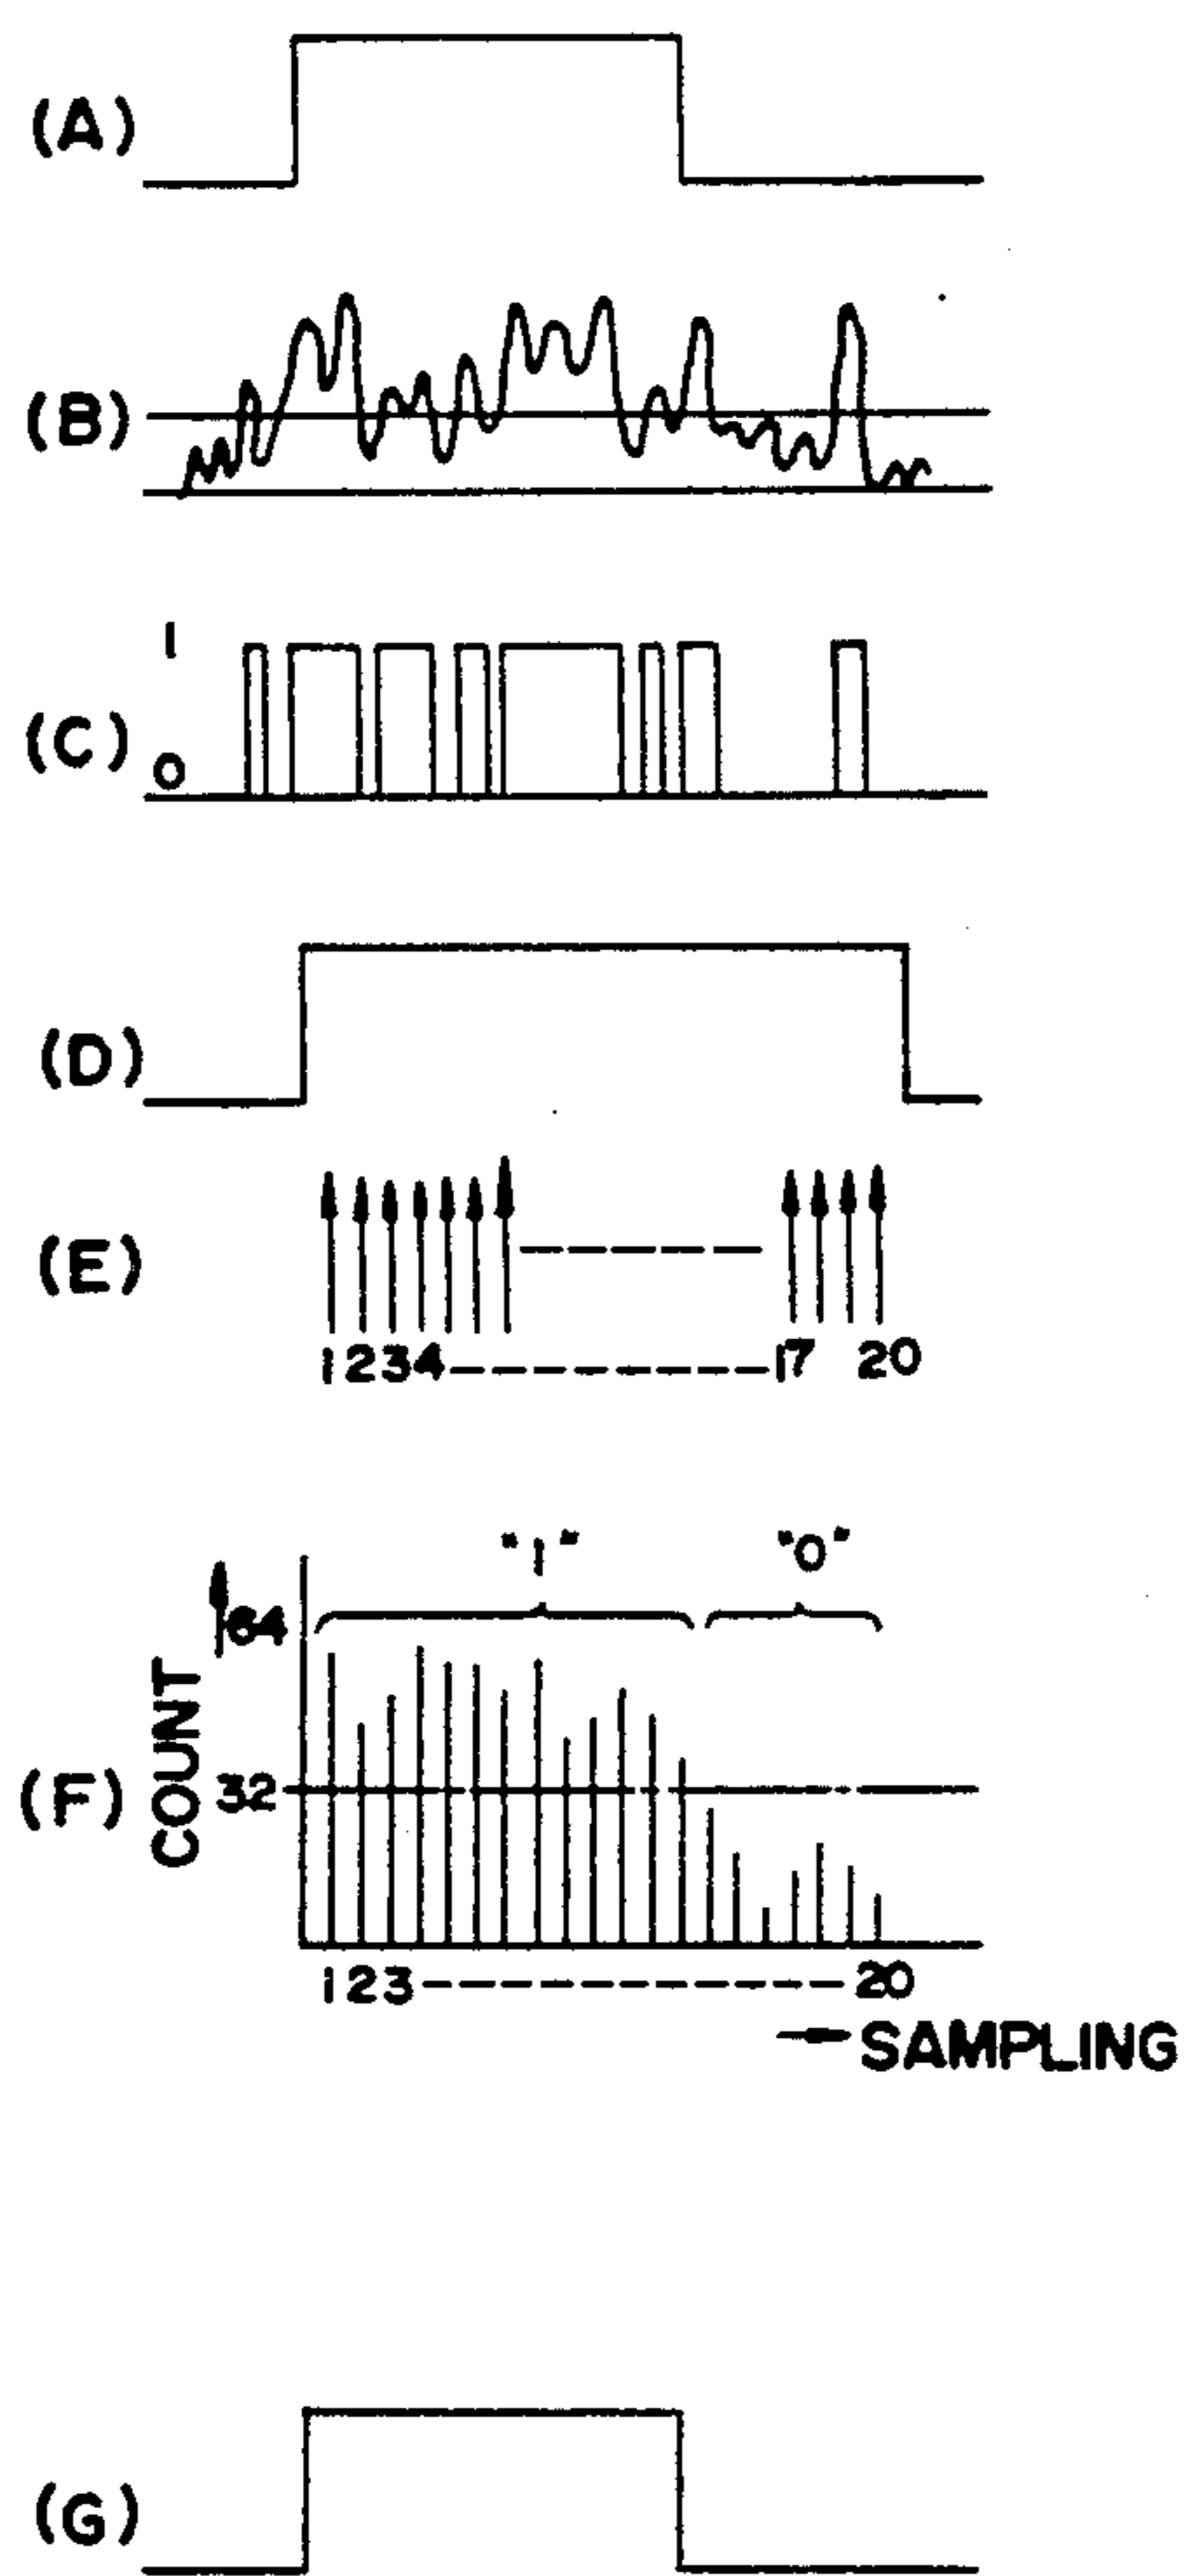 (A)
(B)
1
(C)
0
(D)
(E)
1234---------17 20
"1" "0"
64
COUNT
32
(F)
123------------20
SAMPLING
(G)